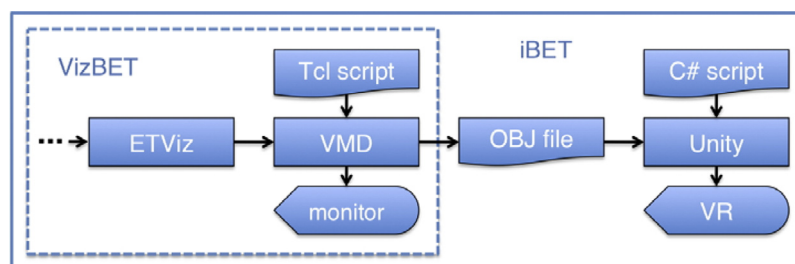 VizBET
Tcl script
iBET
C# script
ETViz
VMD
OBJ file
Unity
monitor
VR